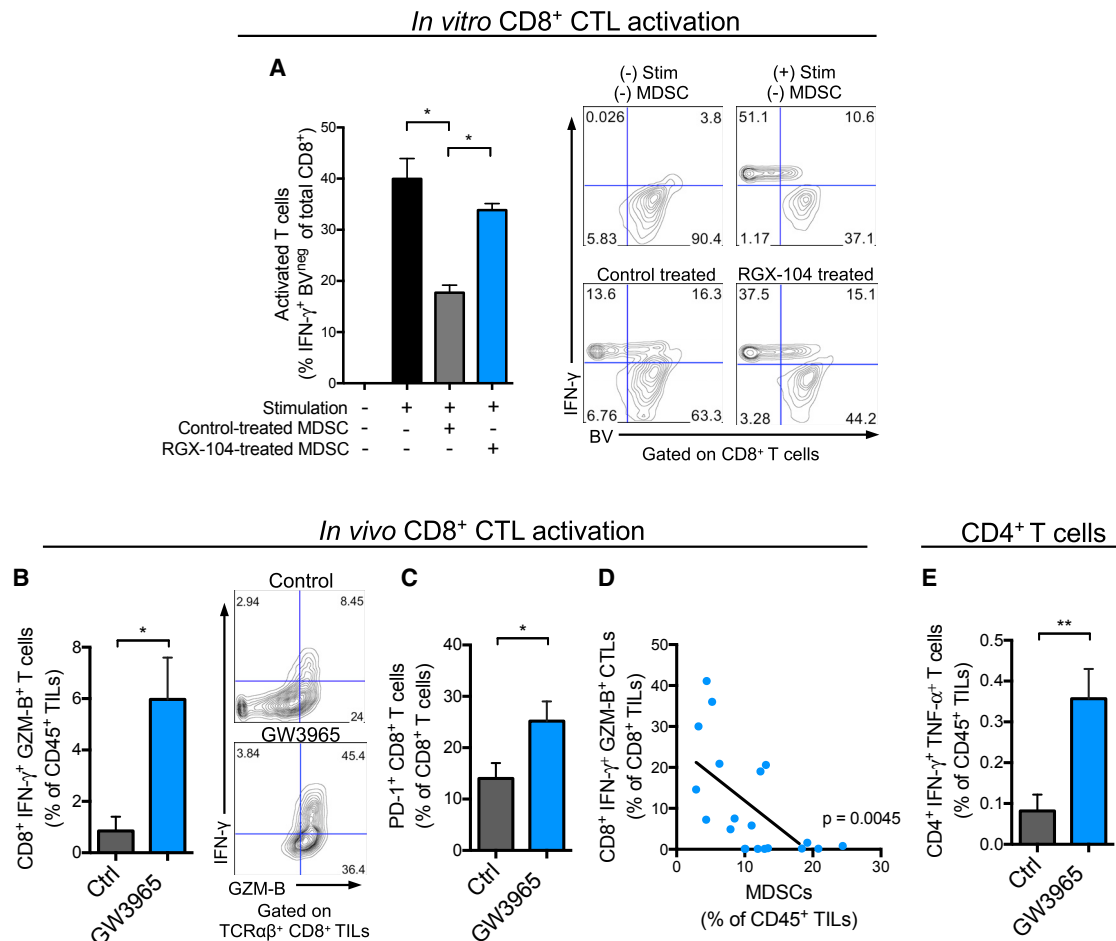 In vitro CD8+ CTL activation
A
Activated T cells
(% IFN-γ+ BVneg of total CD8+)
50
40
30
20
10
0
*
*
Stimulation - + + +
Control-treated MDSC - - + -
RGX-104-treated MDSC - - - +
(-) Stim
(-) MDSC
0.026 3.8
5.83 90.4
(+) Stim
(-) MDSC
51.1 10.6
1.17 37.1
Control treated
13.6 16.3
6.76 63.3
RGX-104 treated
37.5 15.1
3.28 44.2
IFN-γ
BV
Gated on CD8+ T cells
In vivo CD8+ CTL activation
B
CD8+ IFN-γ+ GZM-B+ T cells
(% of CD45+ TILs)
8
6
4
2
0
*
Ctrl
GW3965
Control
2.94 8.45
24
GW3965
3.84 45.4
36.4
IFN-γ
GZM-B
Gated on
TCRαβ+ CD8+ TILs
C
PD-1+ CD8+ T cells
(% of CD8+ T cells)
40
30
20
10
0
*
Ctrl
GW3965
D
CD8+ IFN-γ+ GZM-B+ CTLs
(% of CD8+ TILs)
50
40
30
20
10
0
p = 0.0045
0 10 20 30
MDSCs
(% of CD45+ TILs)
CD4+ T cells
E
CD4+ IFN-γ+ TNF-α+ T cells
(% of CD45+ TILs)
0.5
0.4
0.3
0.2
0.1
0.0
**
Ctrl
GW3965